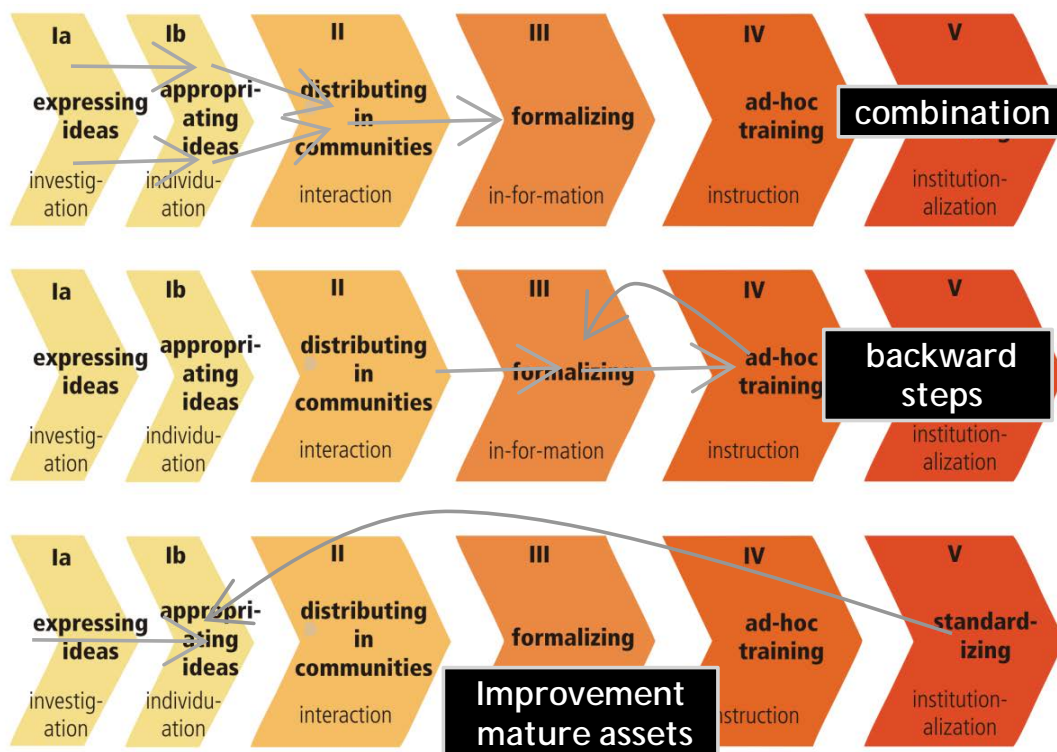 Ia
expressing
ideas
investig-
ation
Ib
appropri-
ating
ideas
individu-
ation
II
distributing
in
communities
interaction
III
formalizing
in-for-mation
IV
ad-hoc
training
instruction
V
combination
institution-
alization
Ia
expressing
ideas
investig-
ation
Ib
appropri-
ating
ideas
individu-
ation
II
distributing
in
communities
interaction
III
formalizing
in-for-mation
IV
ad-hoc
training
instruction
V
backward
steps
institution-
alization
Ia
expressing
ideas
investig-
ation
Ib
appropri-
ating
ideas
individu-
ation
II
distributing
in
communities
interaction
III
formalizing
Improvement
mature assets
IV
ad-hoc
training
nstruction
V
standard-
izing
institution-
alization